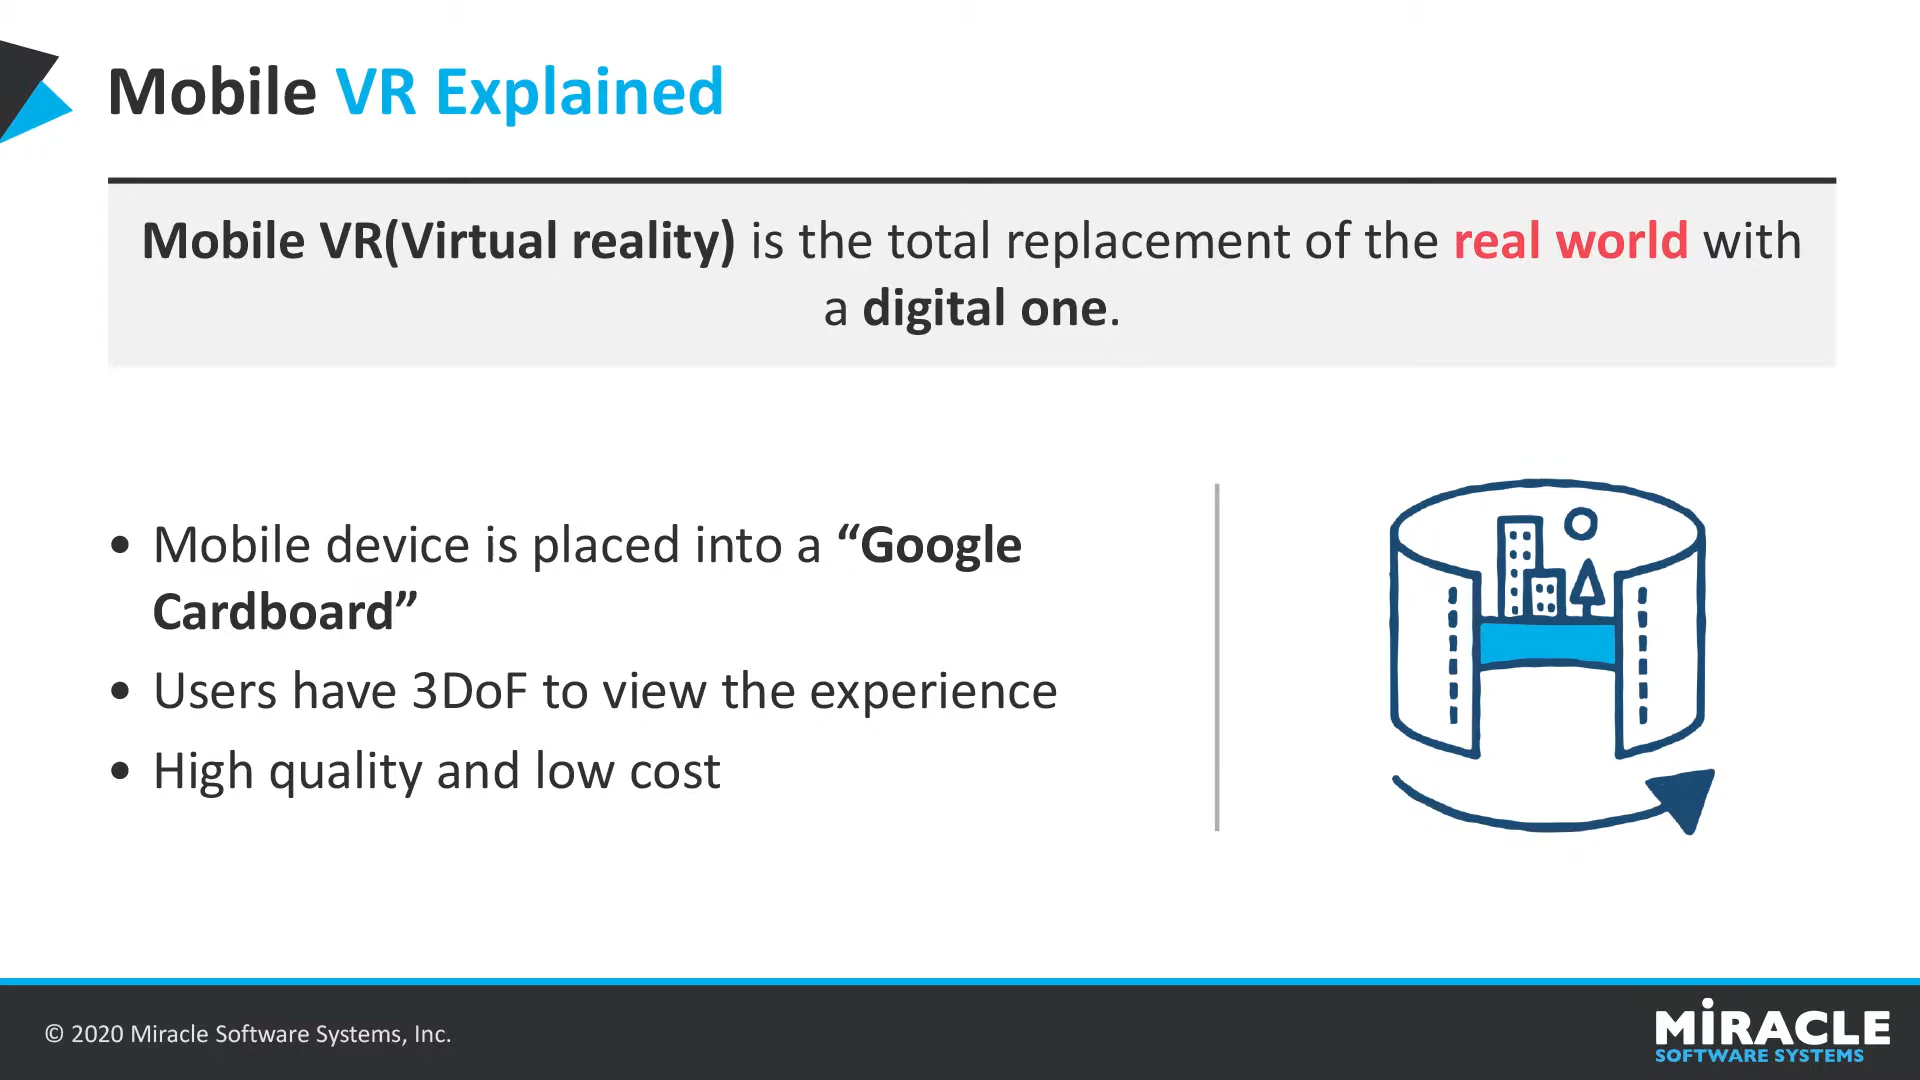 Mobile VR Explained
Mobile VR(Virtual reality) is the total replacement of the real world with
a digital one.
• Mobile device is placed into a “Google
Cardboard”
• Users have 3DoF to view the experience
• High quality and low cost
© 2020 Miracle Software Systems, Inc.
MiRACLE
SOFTWARE SYSTEMS